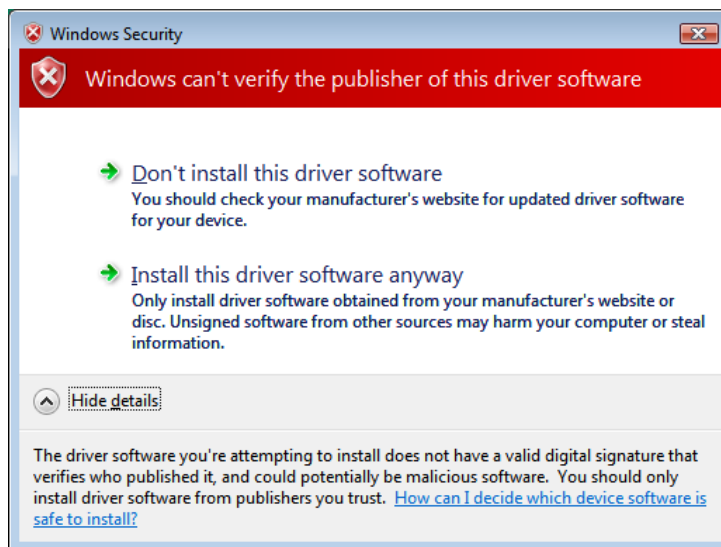 Windows Security
Windows can't verify the publisher of this driver software
Don't install this driver software
You should check your manufacturer's website for updated driver software
for your device.
Install this driver software anyway
Only install driver software obtained from your manufacturer's website or
disc. Unsigned software from other sources may harm your computer or steal
information.
Hide details
The driver software you're attempting to install does not have a valid digital signature that
verifies who published it, and could potentially be malicious software.  You should only
install driver software from publishers you trust.  How can I decide which device software is
safe to install?